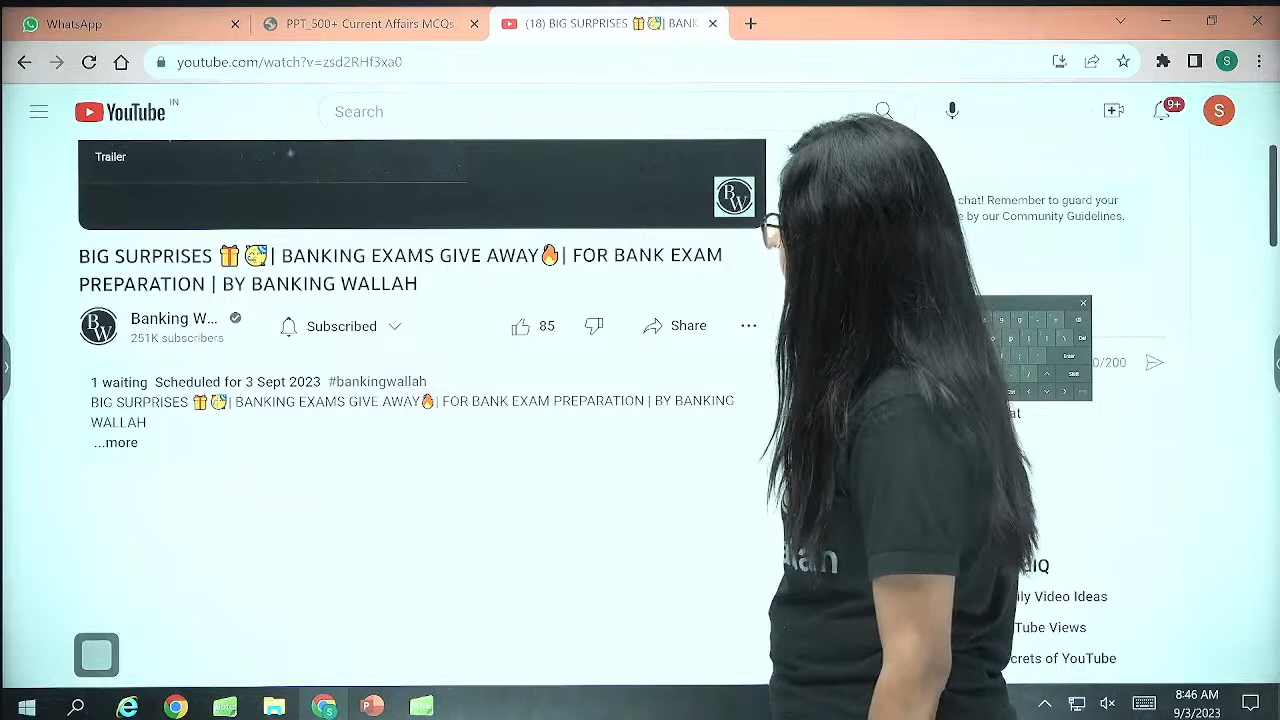 WhatsApp
PPT_500+ Current Affairs MCQs
(18) BIG SURPRISES 🎁🥳| BANK
youtube.com/watch?v=zsd2RHf3xa0
S
YouTube IN
Search
9+
S
Trailer
BW
chat! Remember to guard your
by our Community Guidelines.
BIG SURPRISES 🎁🥳| BANKING EXAMS GIVE AWAY🔥| FOR BANK EXAM
PREPARATION | BY BANKING WALLAH
BW
Banking W...
251K subscribers
Subscribed
85
Share
0/200
Enter
1 waiting Scheduled for 3 Sept 2023 #bankingwallah
BIG SURPRISES 🎁🥳| BANKING EXAMS GIVE AWAY🔥| FOR BANK EXAM PREPARATION | BY BANKING
WALLAH
...more
Video Ideas
Tube Views
of YouTube
8:46 AM
9/3/2023